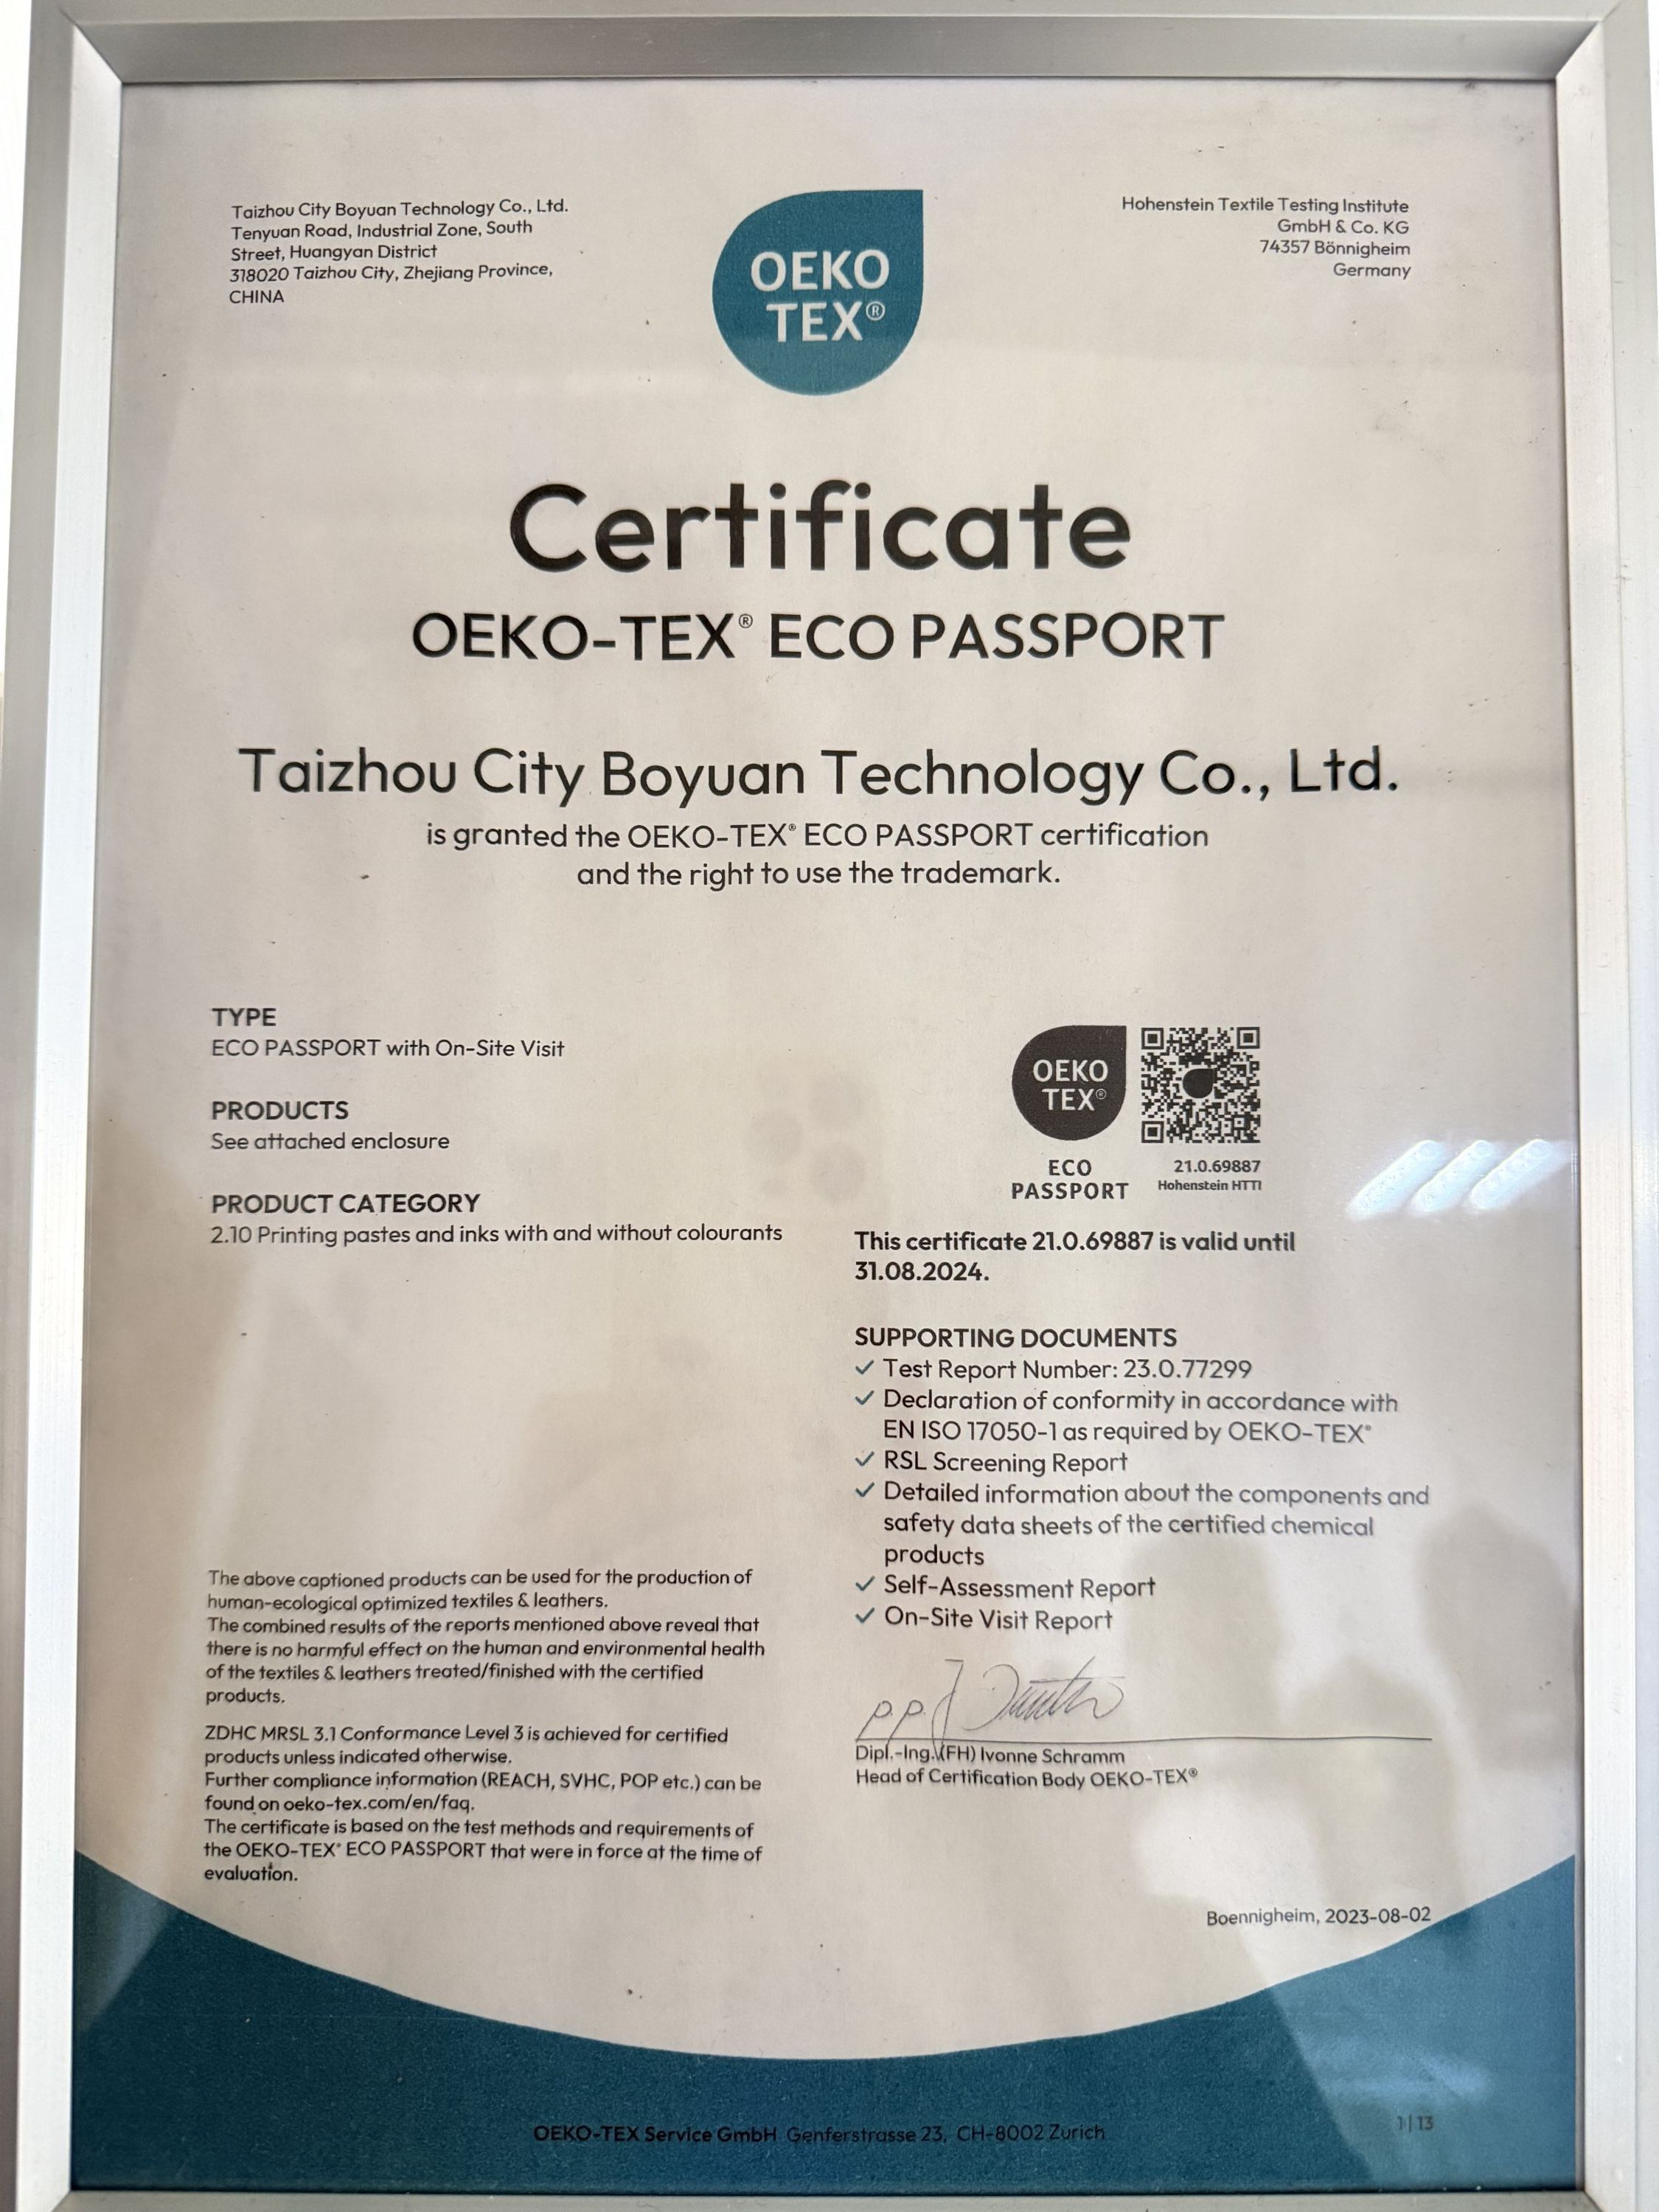 Taizhou City Boyuan Technology Co., Ltd.
Tenyuan Road, Industrial Zone, South
Street, Huangyan District
318020 Taizhou City, Zhejiang Province,
CHINA
OEKO
TEX®
Hohenstein Textile Testing Institute
GmbH & Co. KG
74357 Bönnigheim
Germany
Certificate
OEKO-TEX® ECO PASSPORT
Taizhou City Boyuan Technology Co., Ltd.
is granted the OEKO-TEX® ECO PASSPORT certification
and the right to use the trademark.
TYPE
ECO PASSPORT with On-Site Visit
PRODUCTS
See attached enclosure
PRODUCT CATEGORY
2.10 Printing pastes and inks with and without colourants
The above captioned products can be used for the production of
human-ecological optimized textiles & leathers.
The combined results of the reports mentioned above reveal that
there is no harmful effect on the human and environmental health
of the textiles & leathers treated/finished with the certified
products.
ZDHC MRSL 3.1 Conformance Level 3 is achieved for certified
products unless indicated otherwise.
Further compliance information (REACH, SVHC, POP etc.) can be
found on oeko-tex.com/en/faq.
The certificate is based on the test methods and requirements of
the OEKO-TEX® ECO PASSPORT that were in force at the time of
evaluation.
OEKO
TEX®
ECO
PASSPORT
21.0.69887
Hohenstein HTTI
This certificate 21.0.69887 is valid until
31.08.2024.
SUPPORTING DOCUMENTS
✓ Test Report Number: 23.0.77299
✓ Declaration of conformity in accordance with
EN ISO 17050-1 as required by OEKO-TEX®
✓ RSL Screening Report
✓ Detailed information about the components and
safety data sheets of the certified chemical
products
✓ Self-Assessment Report
✓ On-Site Visit Report
p.p.
Dipl.-Ing. (FH) Ivonne Schramm
Head of Certification Body OEKO-TEX®
Boennigheim, 2023-08-02
OEKO-TEX Service GmbH Genferstrasse 23, CH-8002 Zurich
1|13